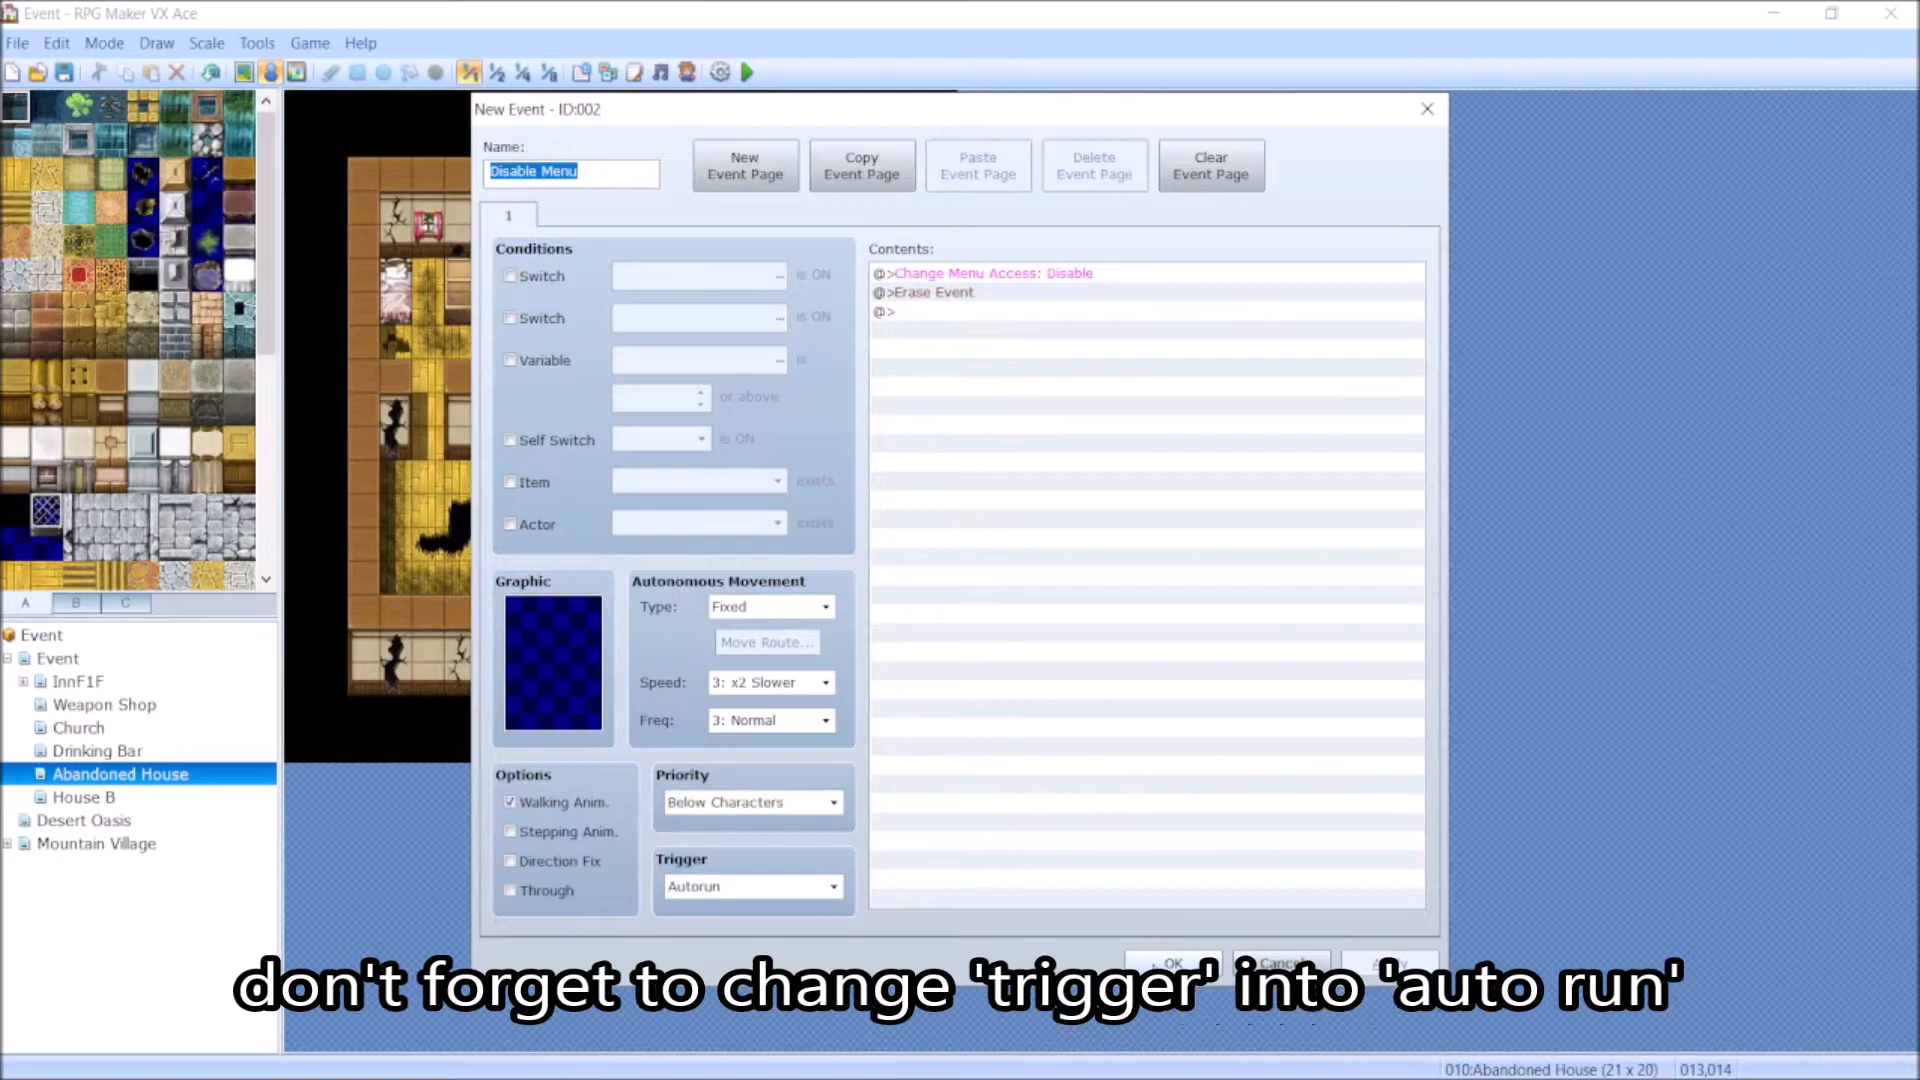 Event - RPG Maker VX Ace
File Edit Mode Draw Scale Tools Game Help
New Event - ID:002
Name:
Disable Menu
New Event Page
Copy Event Page
Paste Event Page
Delete Event Page
Clear Event Page
1
Conditions
Switch ... is ON
Switch ... is ON
Variable ... is
or above
Self Switch is ON
Item exists
Actor exists
Graphic
Autonomous Movement
Type: Fixed
Move Route...
Speed: 3: x2 Slower
Freq: 3: Normal
Options
Walking Anim.
Stepping Anim.
Direction Fix
Through
Priority
Below Characters
Trigger
Autorun
Contents:
@>Change Menu Access: Disable
@>Erase Event
@>
OK Cancel
A B C
Event
Event
InnF1F
Weapon Shop
Church
Drinking Bar
Abandoned House
House B
Desert Oasis
Mountain Village
don't forget to change 'trigger' into 'auto run'
010:Abandoned House (21 x 20) 013,014